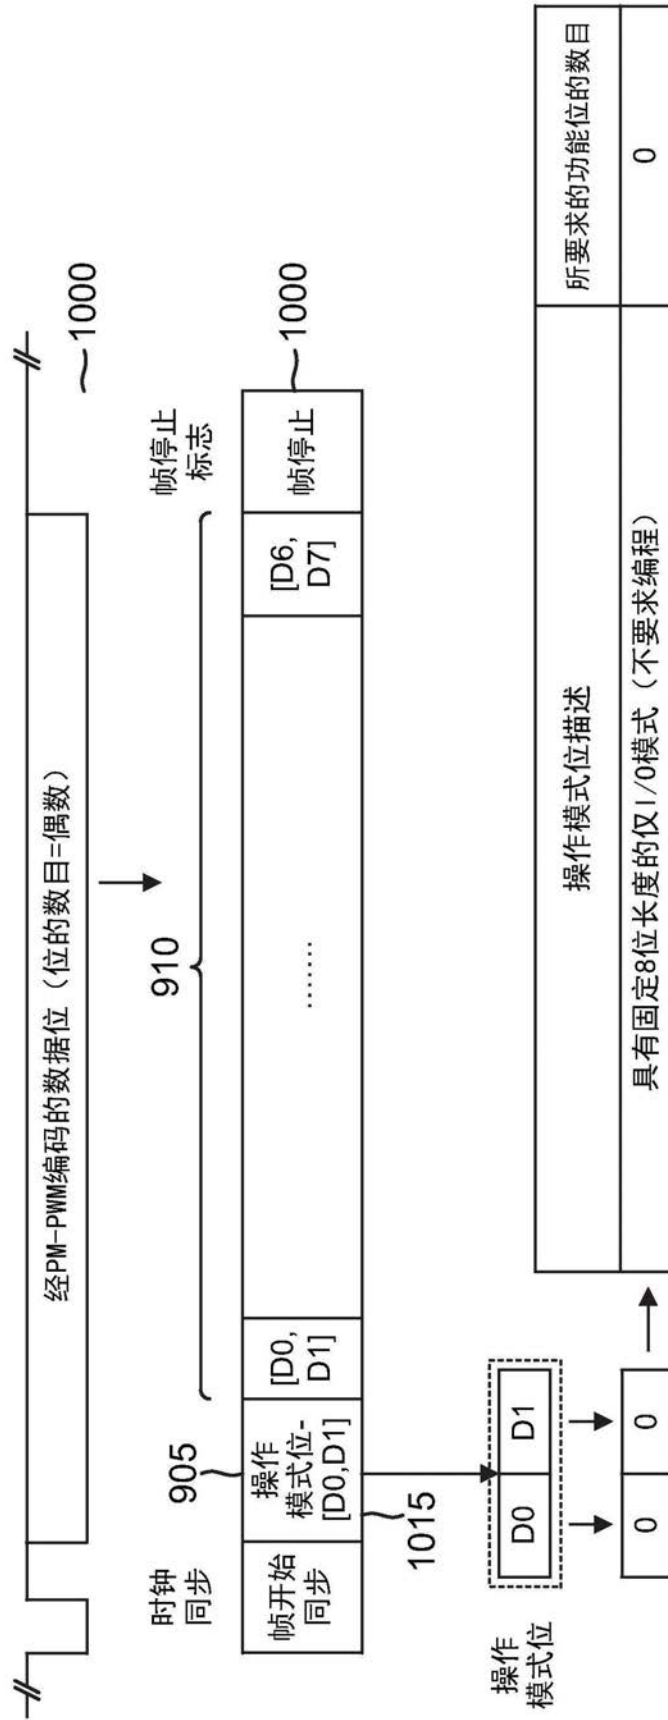 经PM-PWM编码的数据位（位的数目=偶数）
1000
910
时钟
同步
905
帧停止
标志
帧开始
同步
操作
模式位-
[D0,D1]
[D0,
D1]
........
[D6,
D7]
帧停止
1000
1015
操作
模式位
D0
D1
操作模式位描述
所要求的功能位的数目
0
0
具有固定8位长度的仅I/O模式（不要求编程）
0